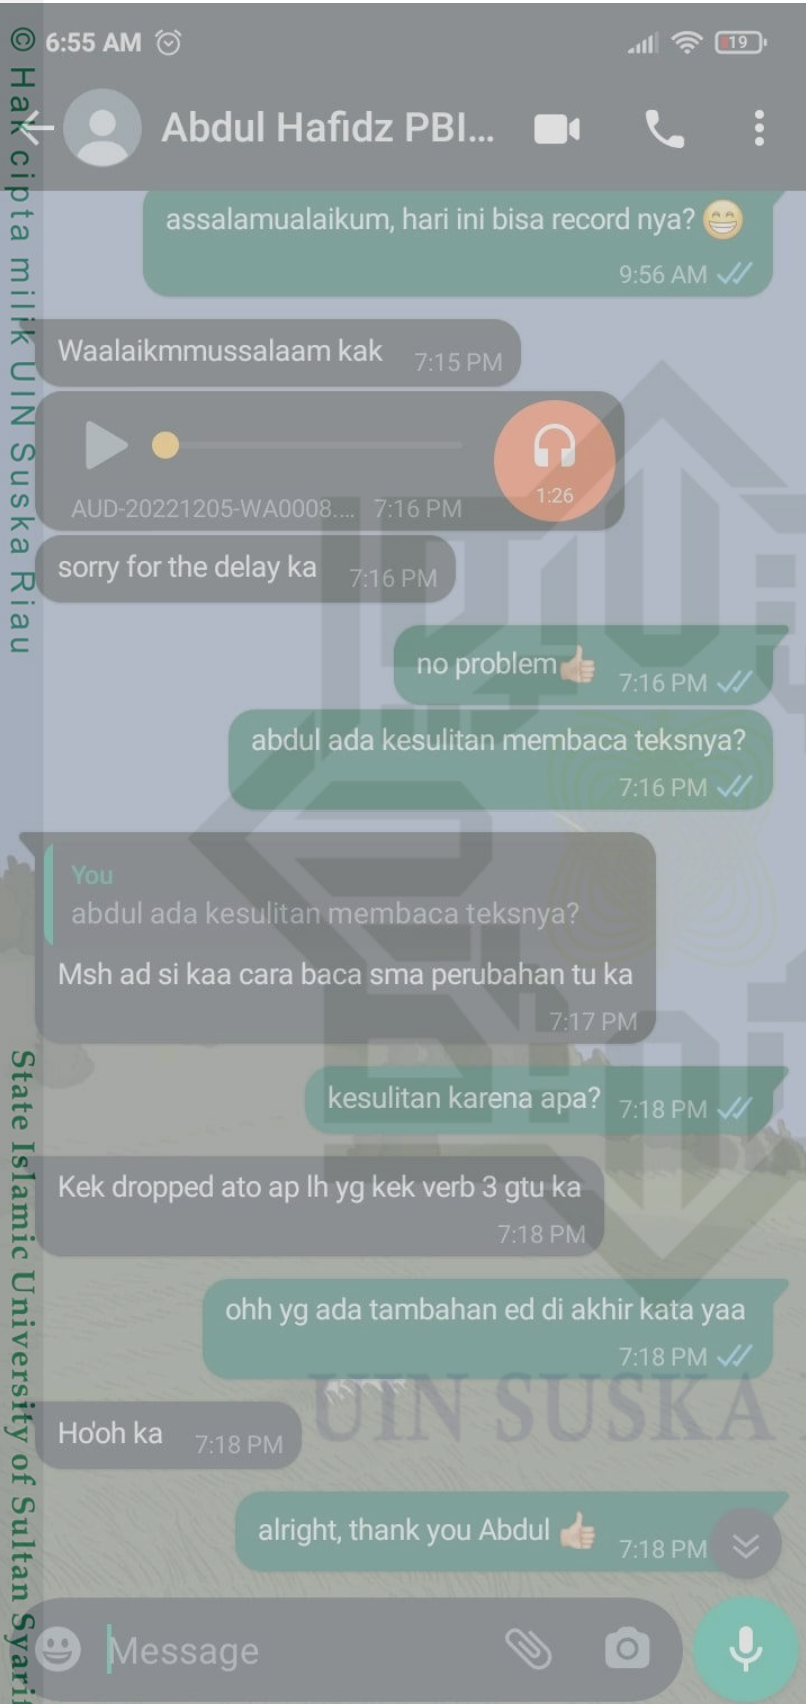 6:55 AM
19
Abdul Hafidz PBI...
assalamualaikum, hari ini bisa record nya? 😁
9:56 AM
Waalaikmmussalaam kak 7:15 PM
1:26
AUD-20221205-WA0008.... 7:16 PM
sorry for the delay ka 7:16 PM
no problem👍 7:16 PM
abdul ada kesulitan membaca teksnya?
7:16 PM
You
abdul ada kesulitan membaca teksnya?
Msh ad si kaa cara baca sma perubahan tu ka
7:17 PM
kesulitan karena apa? 7:18 PM
Kek dropped ato ap lh yg kek verb 3 gtu ka
7:18 PM
ohh yg ada tambahan ed di akhir kata yaa
7:18 PM
Ho'oh ka 7:18 PM
alright, thank you Abdul 👍 7:18 PM
Message
© Hak cipta milik UIN Suska Riau
State Islamic University of Sultan Syarif
UIN SUSKA